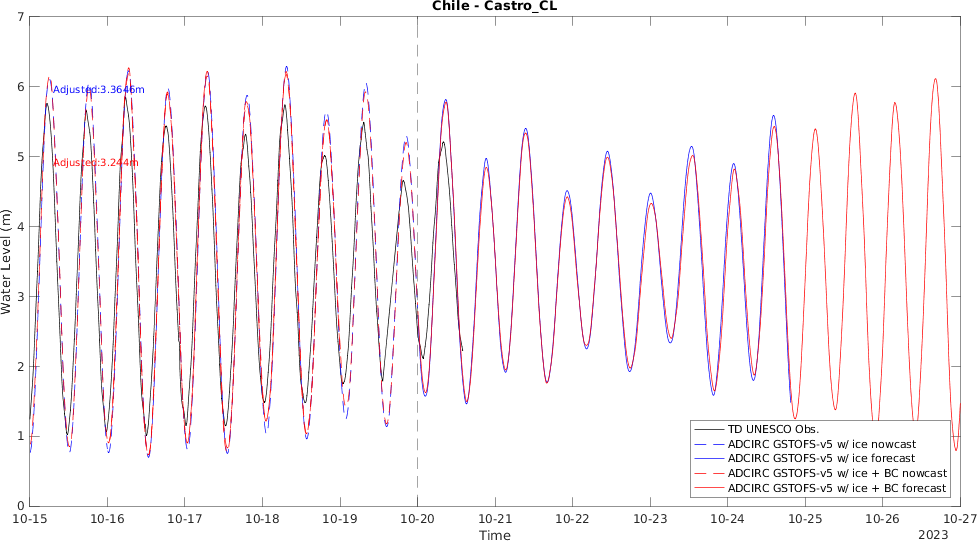 Chile - Castro_CL
7
6
5
4
3
2
1
0
Water Level (m)
Adjusted:3.3646m
Adjusted:3.244m
TD UNESCO Obs.
ADCIRC GSTOFS-v5 w/ ice nowcast
ADCIRC GSTOFS-v5 w/ ice forecast
ADCIRC GSTOFS-v5 w/ ice + BC nowcast
ADCIRC GSTOFS-v5 w/ ice + BC forecast
10-15 10-16 10-17 10-18 10-19 10-20 10-21 10-22 10-23 10-24 10-25 10-26 10-27
Time
2023